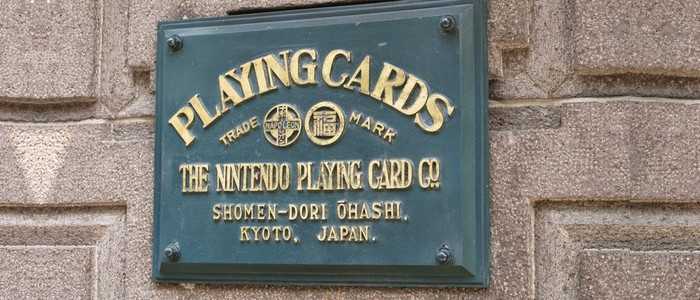 PLAYING CARDS
TRADE NAPOLEON 福 MARK
THE NINTENDO PLAYING CARD CO.
SHOMEN-DORI ŌHASHI,
KYOTO, JAPAN.